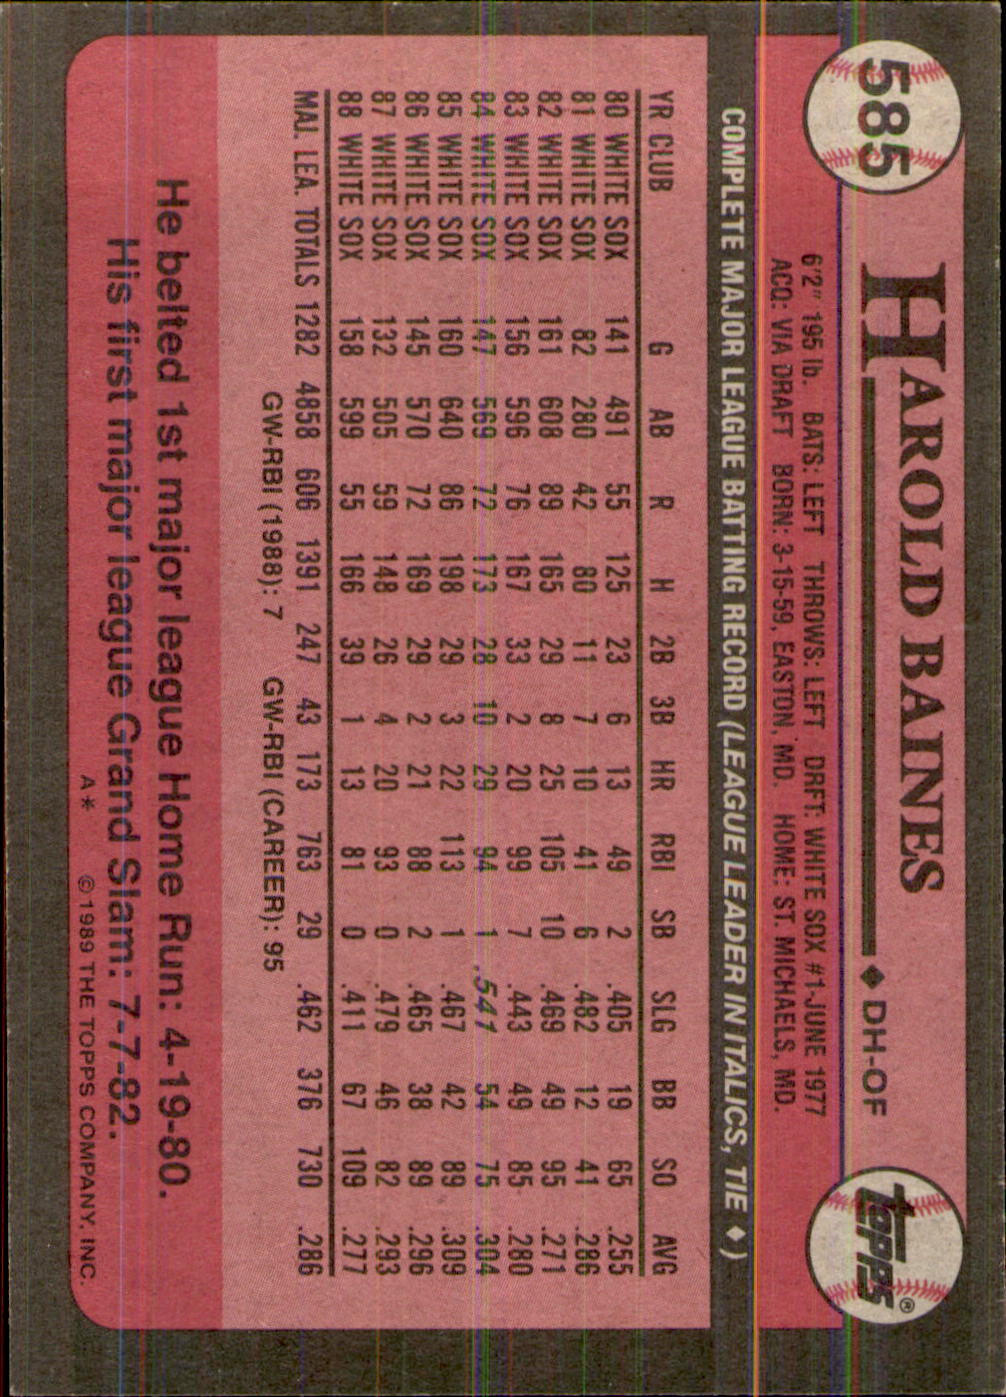 585
HAROLD BAINES ◆ DH-OF
topps®
6'2" 195 lb. BATS: LEFT THROWS: LEFT DRFT: WHITE SOX #1-JUNE 1977
ACQ: VIA DRAFT BORN: 3-15-59, EASTON, MD. HOME: ST. MICHAELS, MD.
COMPLETE MAJOR LEAGUE BATTING RECORD (LEAGUE LEADER IN ITALICS, TIE ◆)
YR CLUB G AB R H 2B 3B HR RBI SB SLG BB SO AVG
80 WHITE SOX 141 491 55 125 23 6 13 49 2 .405 19 65 .255
81 WHITE SOX 82 280 42 80 11 7 10 41 6 .482 12 41 .286
82 WHITE SOX 161 608 89 165 29 8 25 105 10 .469 49 95 .271
83 WHITE SOX 156 596 76 167 33 2 20 99 7 .443 49 85 .280
84 WHITE SOX 147 569 72 173 28 10 29 94 1 .541 54 75 .304
85 WHITE SOX 160 640 86 198 29 3 22 113 1 .467 42 89 .309
86 WHITE SOX 145 570 72 169 29 2 21 88 2 .465 38 89 .296
87 WHITE SOX 132 505 59 148 26 4 20 93 0 .479 46 82 .293
88 WHITE SOX 158 599 55 166 39 1 13 81 0 .411 67 109 .277
MAJ. LEA. TOTALS 1282 4858 606 1391 247 43 173 763 29 .462 376 730 .286
GW-RBI (1988): 7 GW-RBI (CAREER): 95
He belted 1st major league Home Run: 4-19-80.
His first major league Grand Slam: 7-7-82.
A* ©1989 THE TOPPS COMPANY, INC.